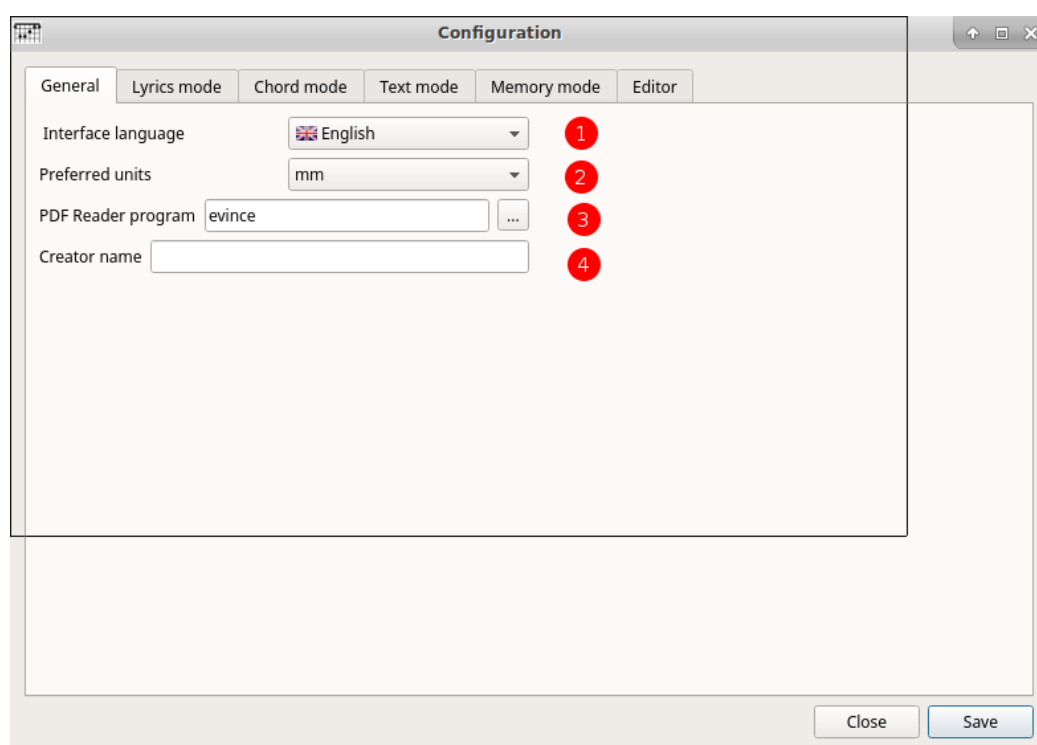 Configuration
General Lyrics mode Chord mode Text mode Memory mode Editor
Interface language English 1
Preferred units mm 2
PDF Reader program evince ... 3
Creator name 4
Close Save